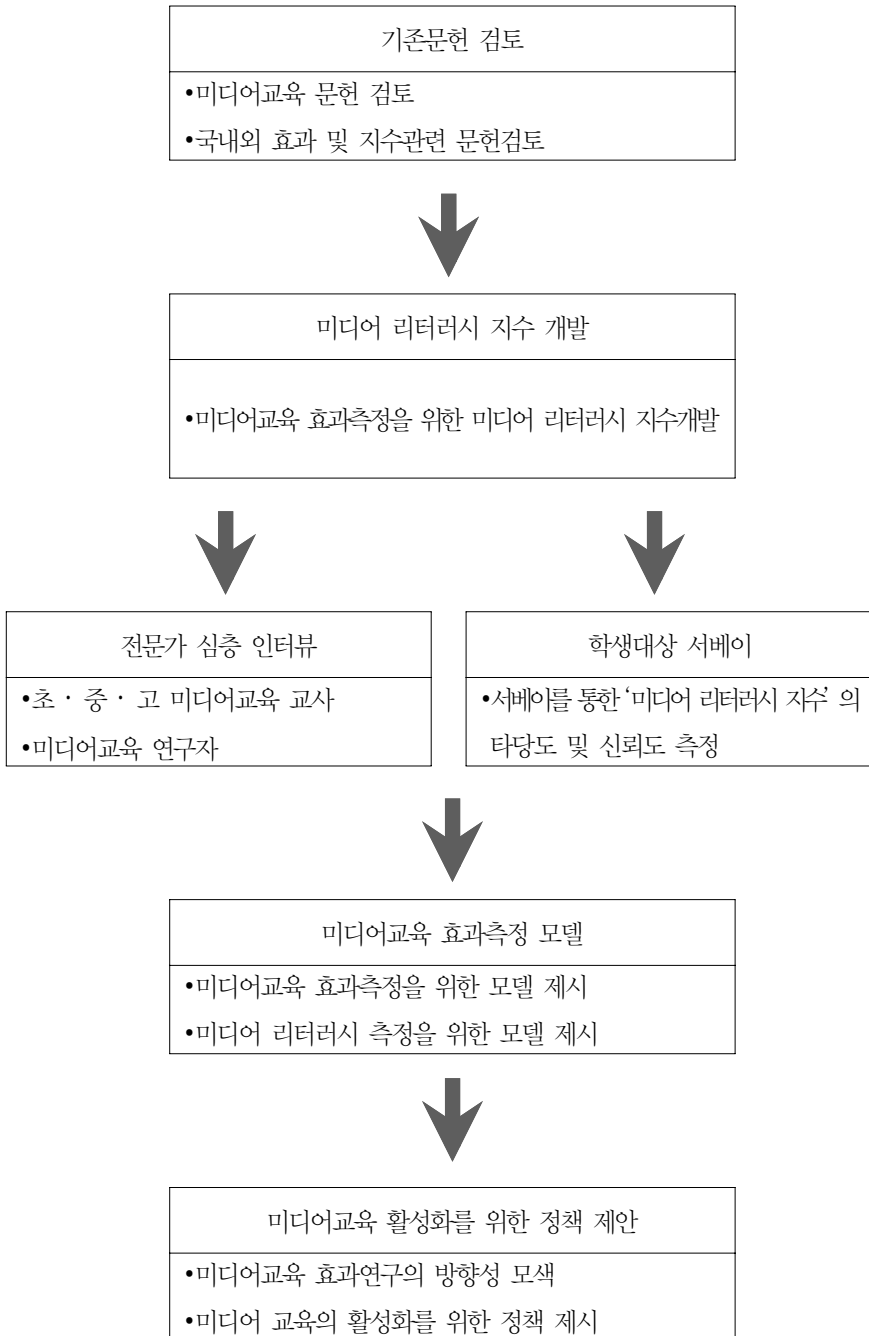 기존문헌 검토
•미디어교육 문헌 검토
•국내외 효과 및 지수관련 문헌검토
미디어 리터러시 지수 개발
•미디어교육 효과측정을 위한 미디어 리터러시 지수개발
전문가 심층 인터뷰
•초 · 중 · 고 미디어교육 교사
•미디어교육 연구자
학생대상 서베이
•서베이를 통한 ‘미디어 리터러시 지수’ 의
타당도 및 신뢰도 측정
미디어교육 효과측정 모델
•미디어교육 효과측정을 위한 모델 제시
•미디어 리터러시 측정을 위한 모델 제시
미디어교육 활성화를 위한 정책 제안
•미디어교육 효과연구의 방향성 모색
•미디어 교육의 활성화를 위한 정책 제시